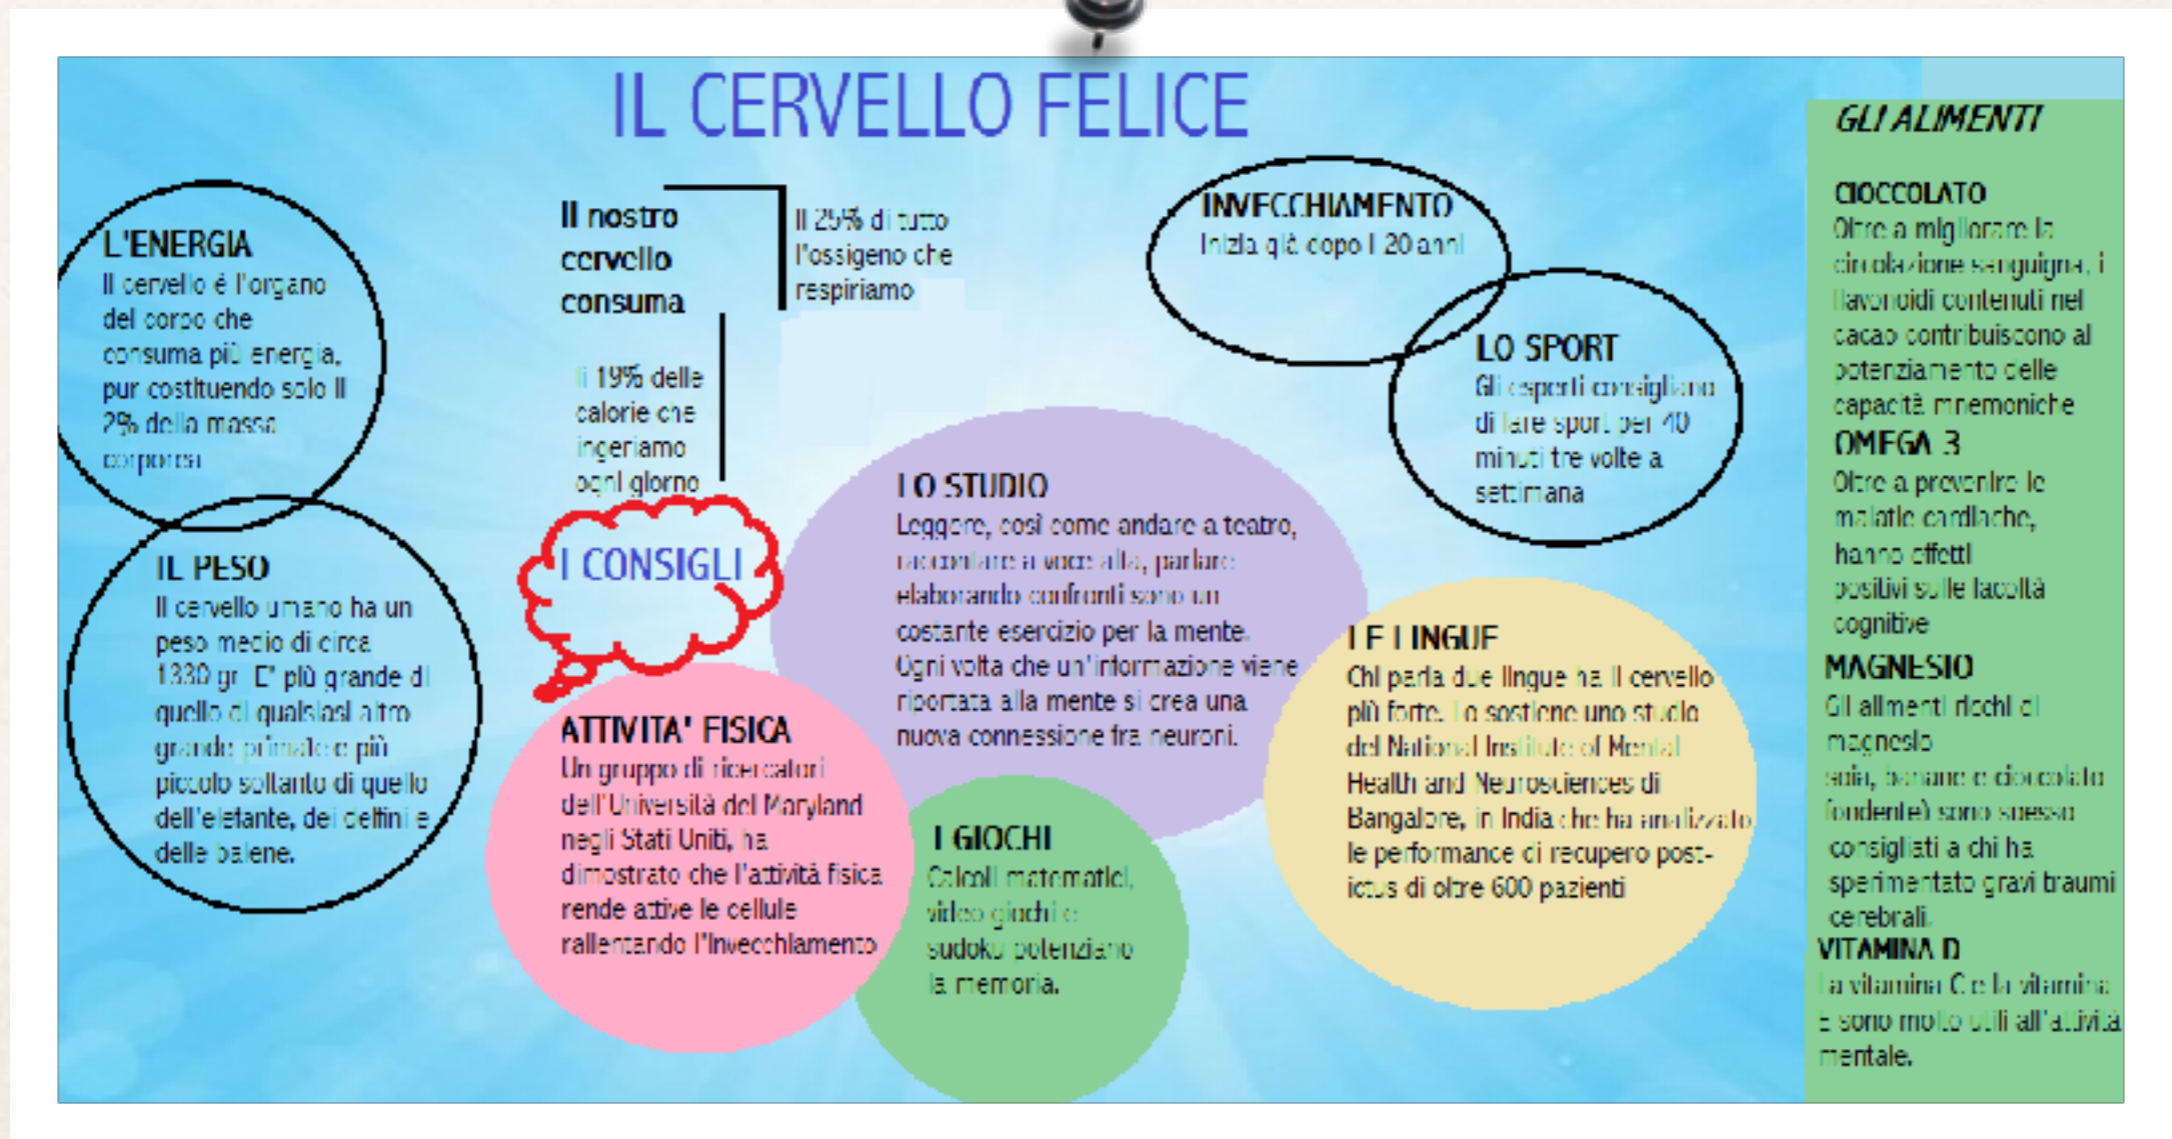 IL CERVELLO FELICE
L'ENERGIA
Il cervello è l'organo
del corpo che
consuma più energia,
pur costituendo solo il
2% della massa
corporea
IL PESO
Il cervello umano ha un
peso medio di circa
1330 gr. E' più grande di
quello di qualsiasi altro
grande primate e più
piccolo soltanto di quello
dell'elefante, dei delfini e
delle balene.
Il nostro
cervello
consuma
Il 25% di tutto
l'ossigeno che
respiriamo
Il 19% delle
calorie che
ingeriamo
ogni giorno
INVECCHIAMENTO
Inizia già dopo i 20 anni
LO SPORT
Gli esperti consigliano
di fare sport per 40
minuti tre volte a
settimana
I CONSIGLI
ATTIVITA' FISICA
Un gruppo di ricercatori
dell'Università del Maryland
negli Stati Uniti, ha
dimostrato che l'attività fisica
rende attive le cellule
rallentando l'invecchiamento
LO STUDIO
Leggere, così come andare a teatro,
raccontare a voce alta, parlare
elaborando confronti sono un
costante esercizio per la mente.
Ogni volta che un'informazione viene
riportata alla mente si crea una
nuova connessione fra neuroni.
I GIOCHI
Calcoli matematici,
video giochi e
sudoku potenziano
la memoria.
LE LINGUE
Chi parla due lingue ha il cervello
più forte. Lo sostiene uno studio
del National Institute of Mental
Health and Neurosciences di
Bangalore, in India che ha analizzato
le performance di recupero post-
ictus di oltre 600 pazienti
GLI ALIMENTI
CIOCCOLATO
Oltre a migliorare la
circolazione sanguigna, i
flavonoidi contenuti nel
cacao contribuiscono al
potenziamento delle
capacità mnemoniche
OMEGA 3
Oltre a prevenire le
malatie cardiache,
hanno effetti
positivi sulle facoltà
cognitive
MAGNESIO
Gli alimenti ricchi di
magnesio
soia, banane e cioccolato
fondente) sono spesso
consigliati a chi ha
sperimentato gravi traumi
cerebrali.
VITAMINA D
La vitamina C e la vitamina
E sono molto utili all'attività
mentale.